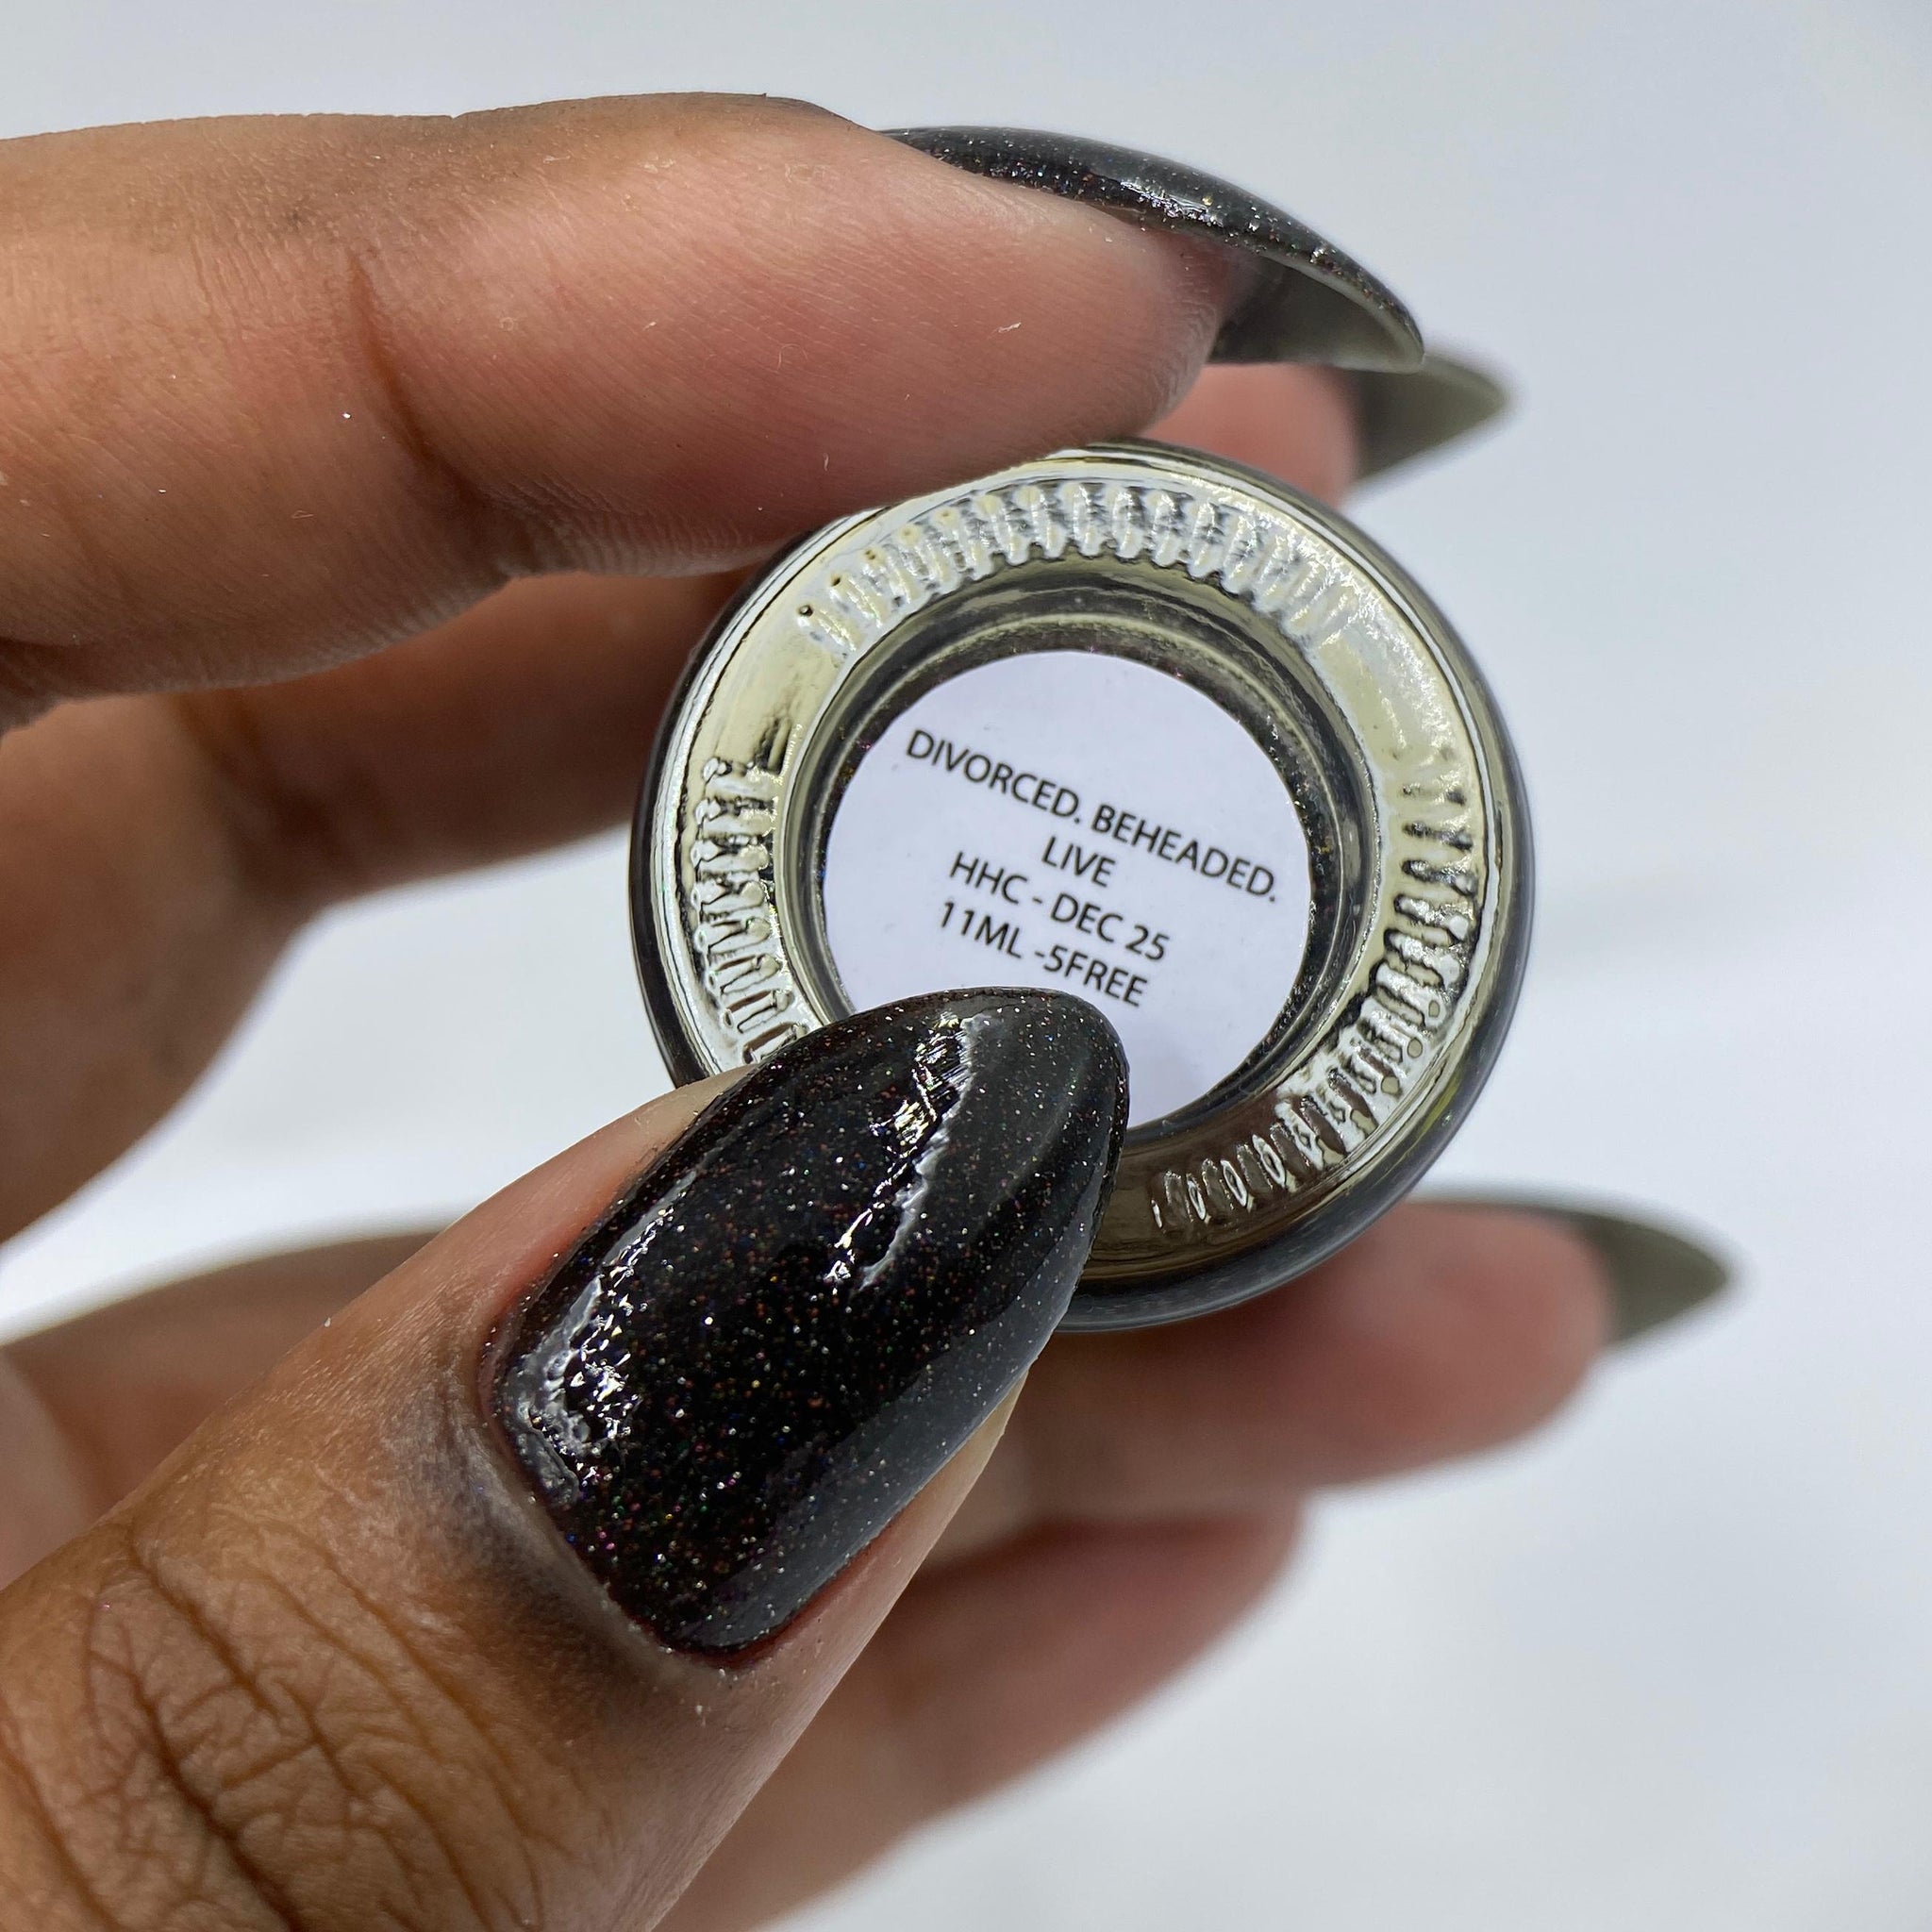 DIVORCED. BEHEADED.
LIVE
HHC - DEC 25
11ML -5FREE